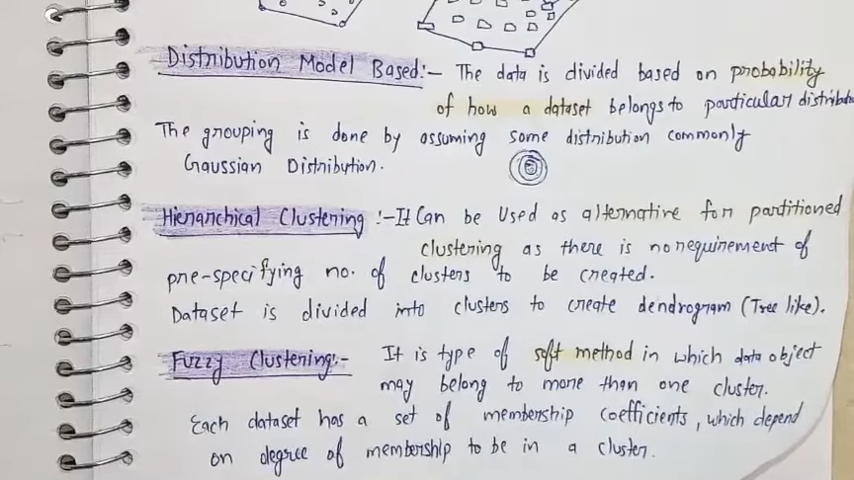 Distribution Model Based:- The data is divided based on probability
of how a dataset belongs to particular distributi
The grouping is done by assuming some distribution commonly
Gaussian Distribution.
Hierarchical Clustering :- It Can be Used as alternative for partitioned
clustering as there is no requirement of
pre-specifying no. of clusters to be created.
Dataset is divided into clusters to create dendrogram (Tree like).
Fuzzy Clustering:- It is type of soft method in which data object
may belong to more than one cluster.
Each dataset has a set of membership coefficients, which depend
on degree of membership to be in a cluster.